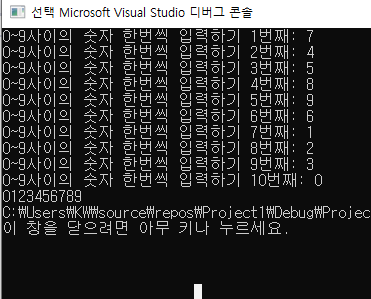 선택 Microsoft Visual Studio 디버그 콘솔
0~9사이의 숫자 한번씩 입력하기 1번째: 7
0~9사이의 숫자 한번씩 입력하기 2번째: 4
0~9사이의 숫자 한번씩 입력하기 3번째: 5
0~9사이의 숫자 한번씩 입력하기 4번째: 8
0~9사이의 숫자 한번씩 입력하기 5번째: 9
0~9사이의 숫자 한번씩 입력하기 6번째: 6
0~9사이의 숫자 한번씩 입력하기 7번째: 1
0~9사이의 숫자 한번씩 입력하기 8번째: 2
0~9사이의 숫자 한번씩 입력하기 9번째: 3
0~9사이의 숫자 한번씩 입력하기 10번째: 0
0123456789
C:₩Users₩KW₩source₩repos₩Project1₩Debug₩Projec
이 창을 닫으려면 아무 키나 누르세요.